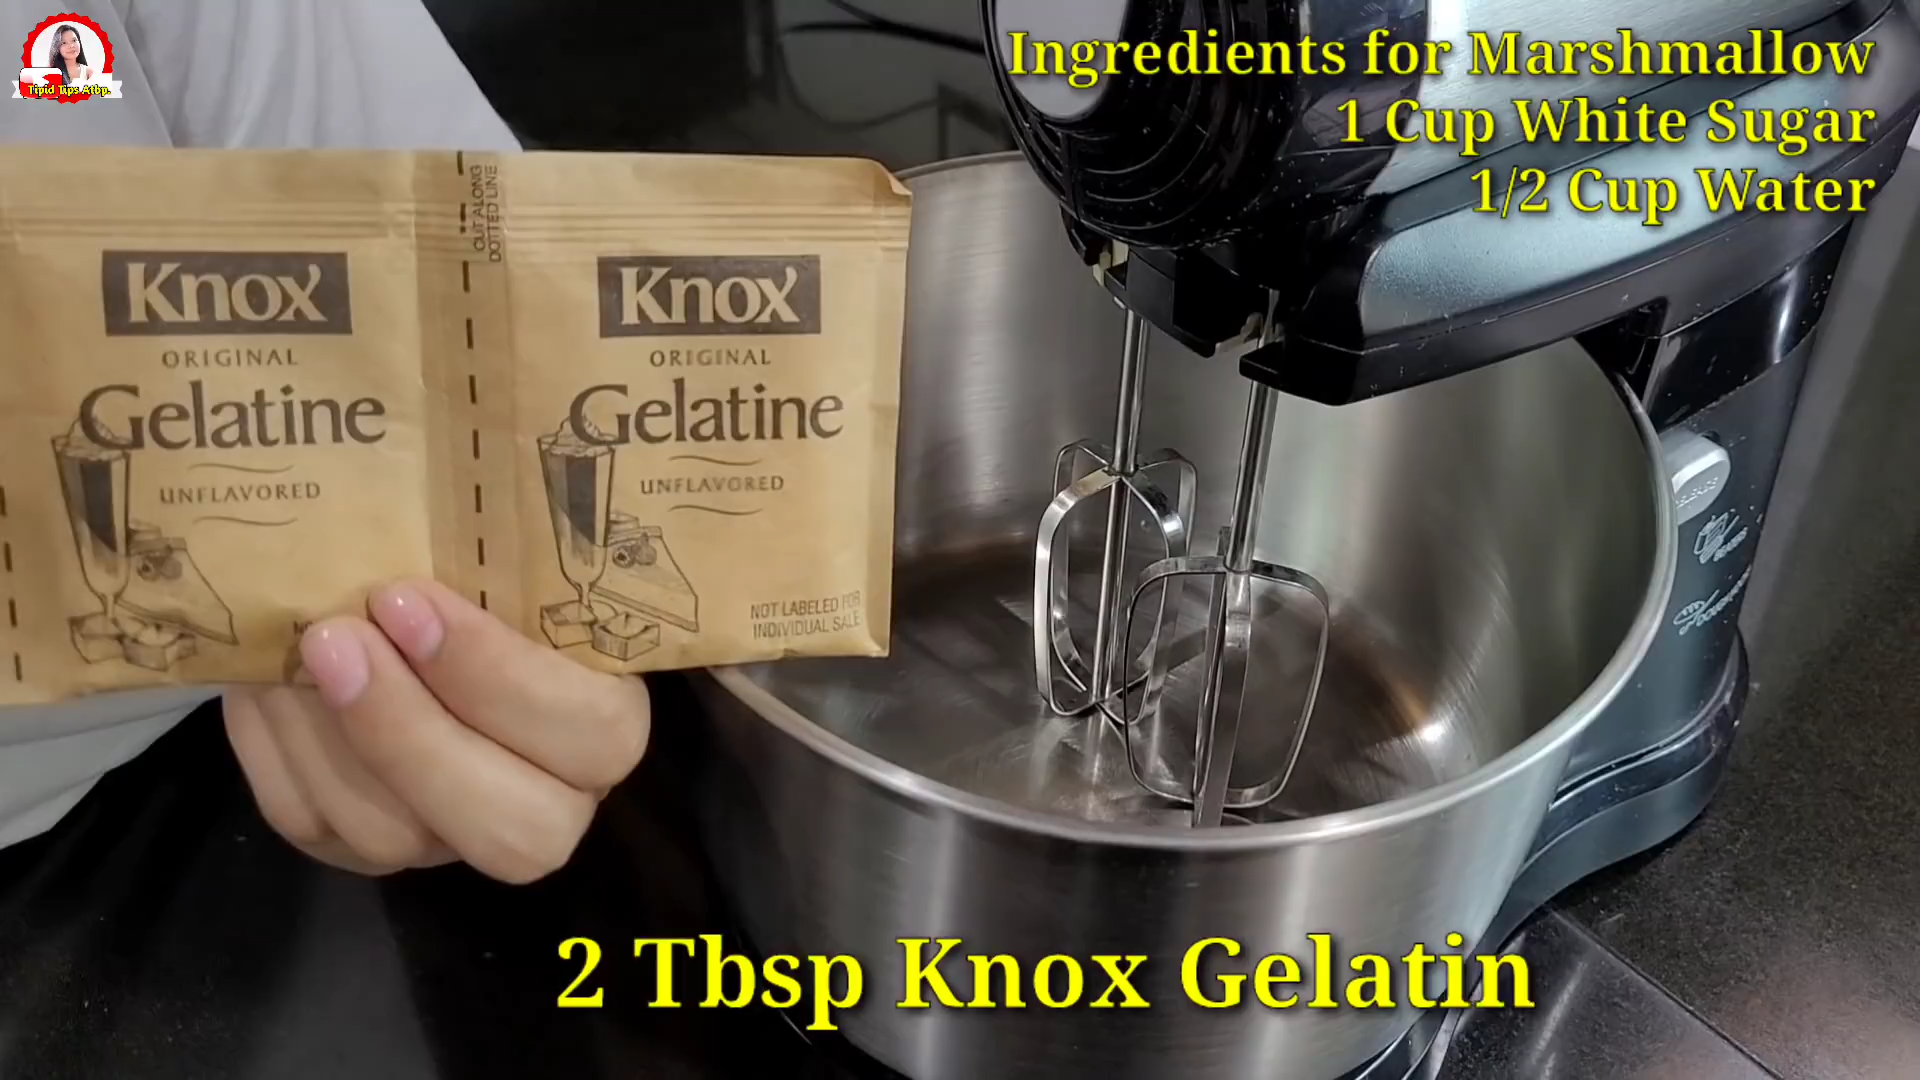 Tipid Tips Atbp.
Ingredients for Marshmallow
1 Cup White Sugar
1/2 Cup Water
CUT ALONG
DOTTED LINE
Knox
ORIGINAL
Gelatine
UNFLAVORED
Knox
ORIGINAL
Gelatine
UNFLAVORED
NOT LABELED FOR
INDIVIDUAL SALE
2 Tbsp Knox Gelatin